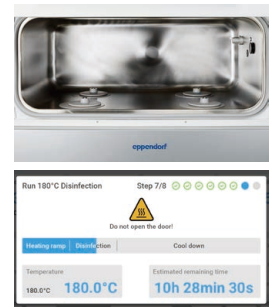 eppendorf
Run 180°C Disinfection Step 7/8
Do not open the door!
Heating ramp Disinfection Cool down
Temperature Estimated remaining time
180.0°C 180.0°C 10h 28min 30s